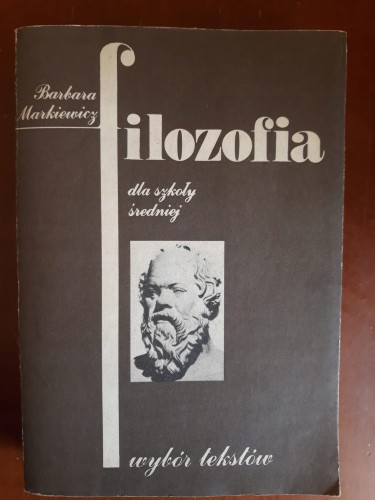 Barbara
Markiewicz
filozofia
dla szkoły
średniej
wybór tekstów